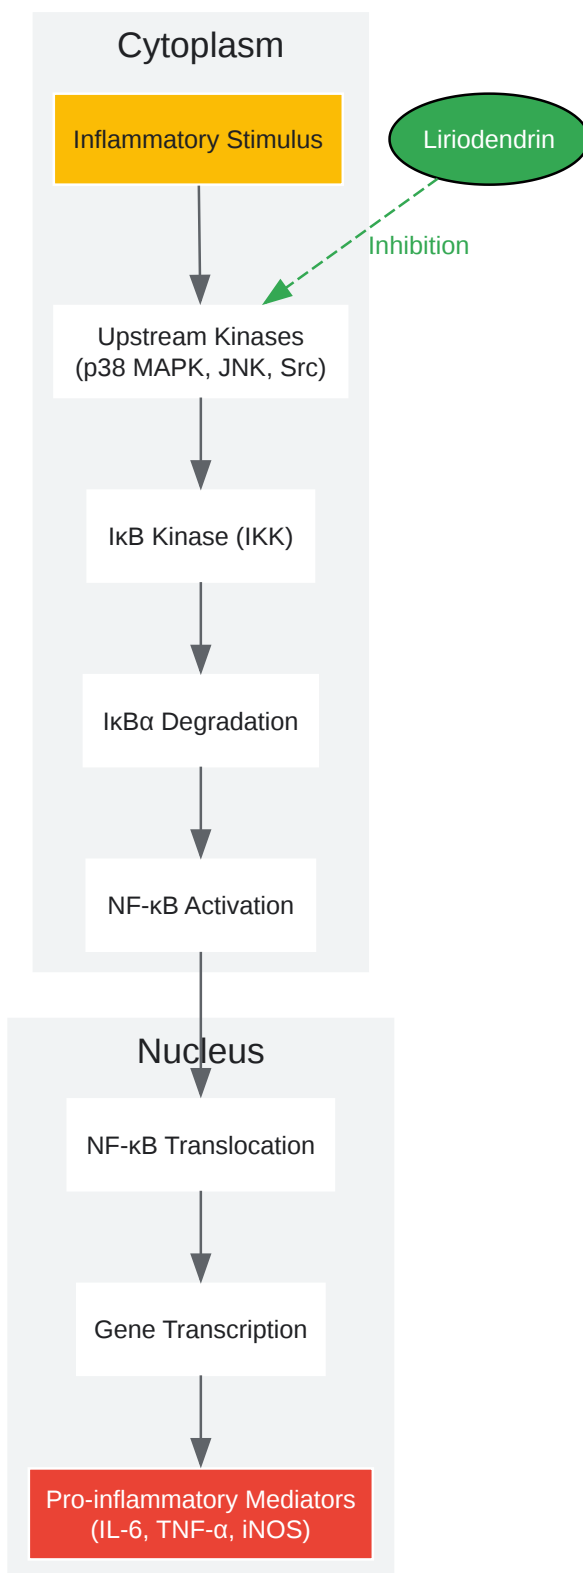 Cytoplasm
Inflammatory Stimulus
Liriodendrin
Inhibition
Upstream Kinases
(p38 MAPK, JNK, Src)
IκB Kinase (IKK)
IκBα Degradation
NF-κB Activation
Nucleus
NF-κB Translocation
Gene Transcription
Pro-inflammatory Mediators
(IL-6, TNF-α, iNOS)